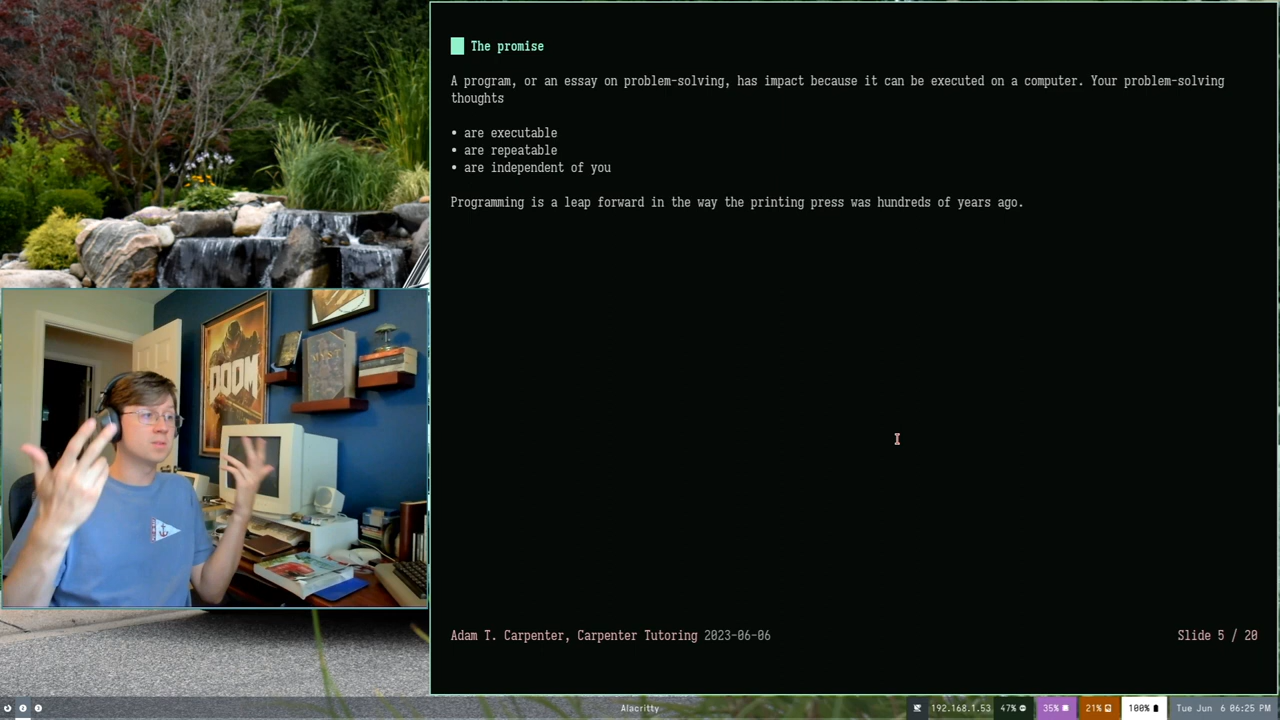 The promise
A program, or an essay on problem-solving, has impact because it can be executed on a computer. Your problem-solving
thoughts
• are executable
• are repeatable
• are independent of you
Programming is a leap forward in the way the printing press was hundreds of years ago.
DOOM
MYST
Adam T. Carpenter, Carpenter Tutoring 2023-06-06
Slide 5 / 20
Alacritty
192.168.1.53
47%
35%
21%
100%
Tue Jun 6 06:25 PM